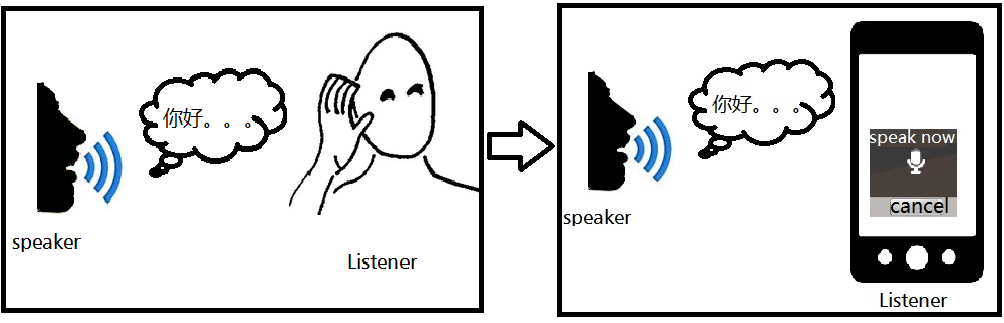 你好。。。
speaker
Listener
你好。。。
speaker
speak now
cancel
Listener